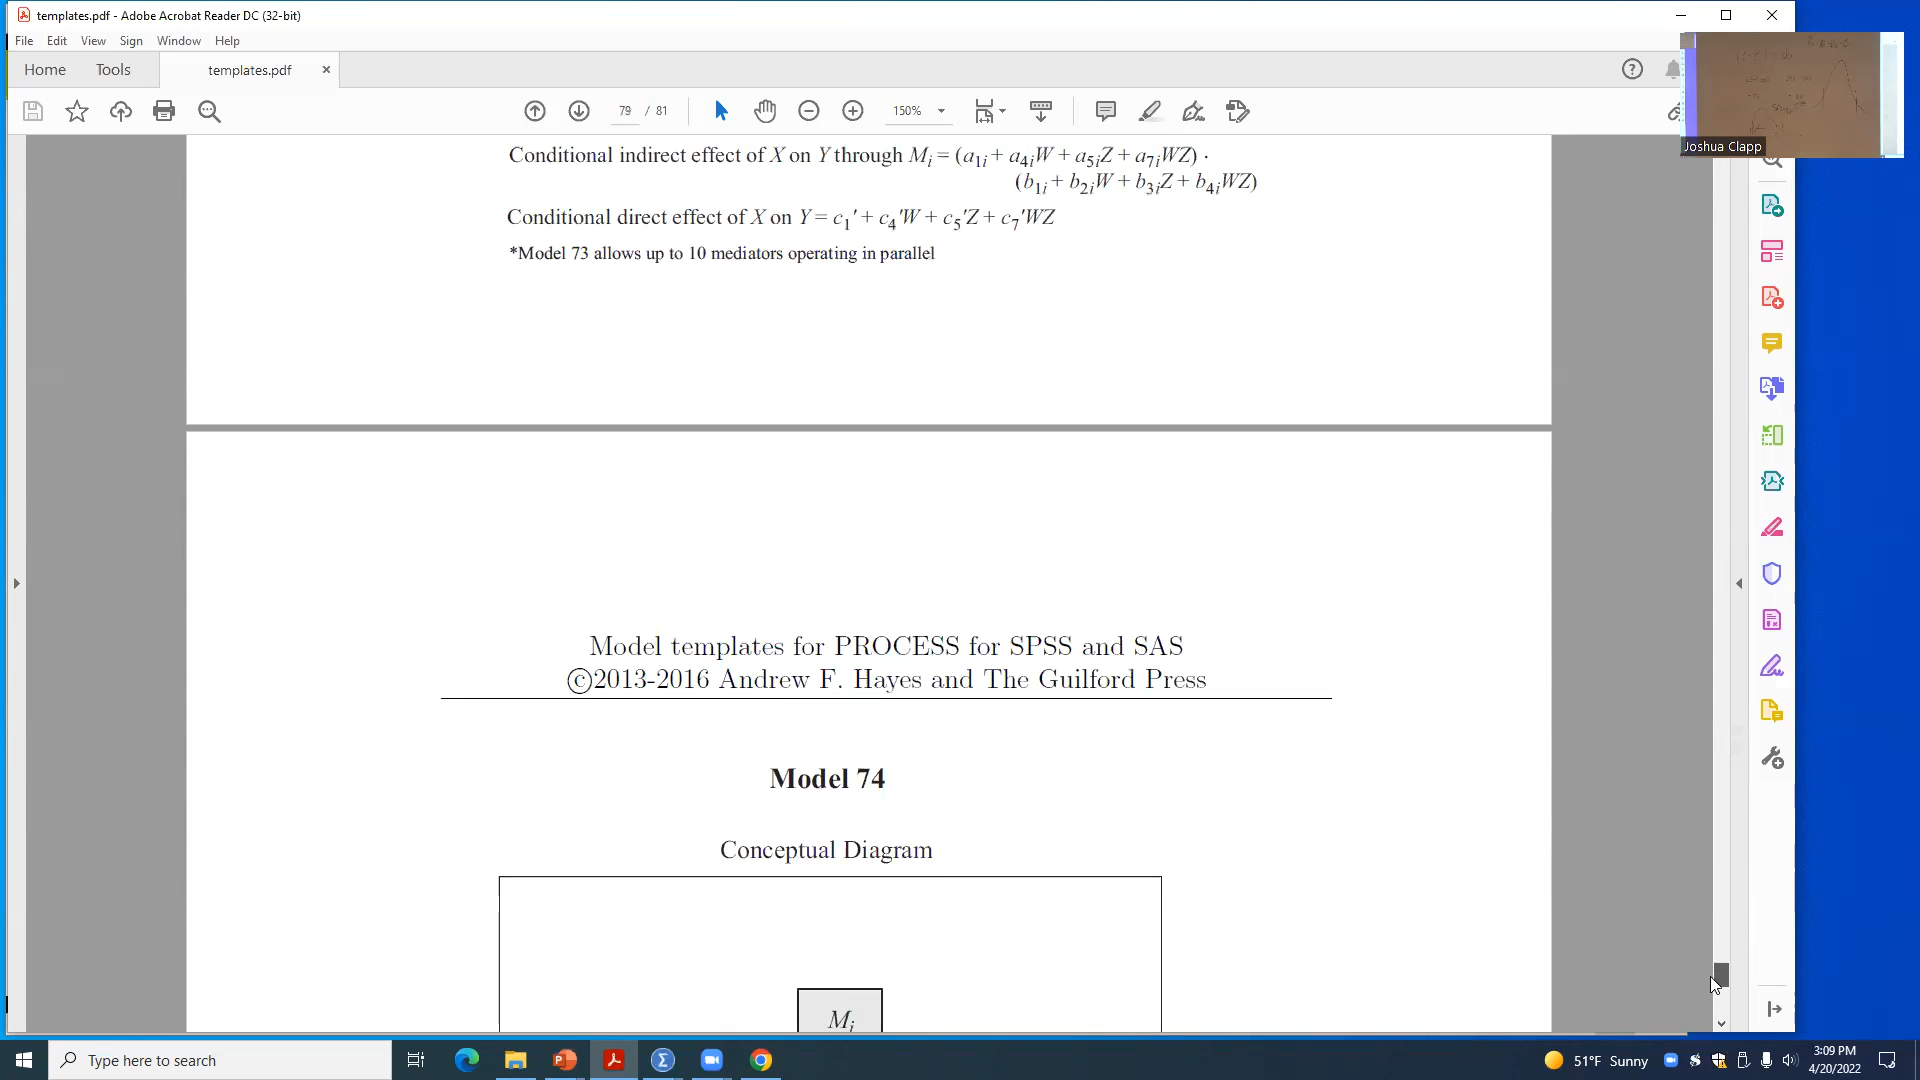 templates.pdf - Adobe Acrobat Reader DC (32-bit)
File Edit View Sign Window Help
Home Tools templates.pdf ×
79 / 81 150%
Joshua Clapp
Conditional indirect effect of X on Y through Mᵢ = (a₁ᵢ + a₄ᵢW + a₅ᵢZ + a₇ᵢWZ) ·
(b₁ᵢ + b₂ᵢW + b₃ᵢZ + b₄ᵢWZ)
Conditional direct effect of X on Y = c₁' + c₄'W + c₅'Z + c₇'WZ
*Model 73 allows up to 10 mediators operating in parallel
Model templates for PROCESS for SPSS and SAS
©2013-2016 Andrew F. Hayes and The Guilford Press
Model 74
Conceptual Diagram
Mᵢ
Type here to search
51°F Sunny
3:09 PM
4/20/2022